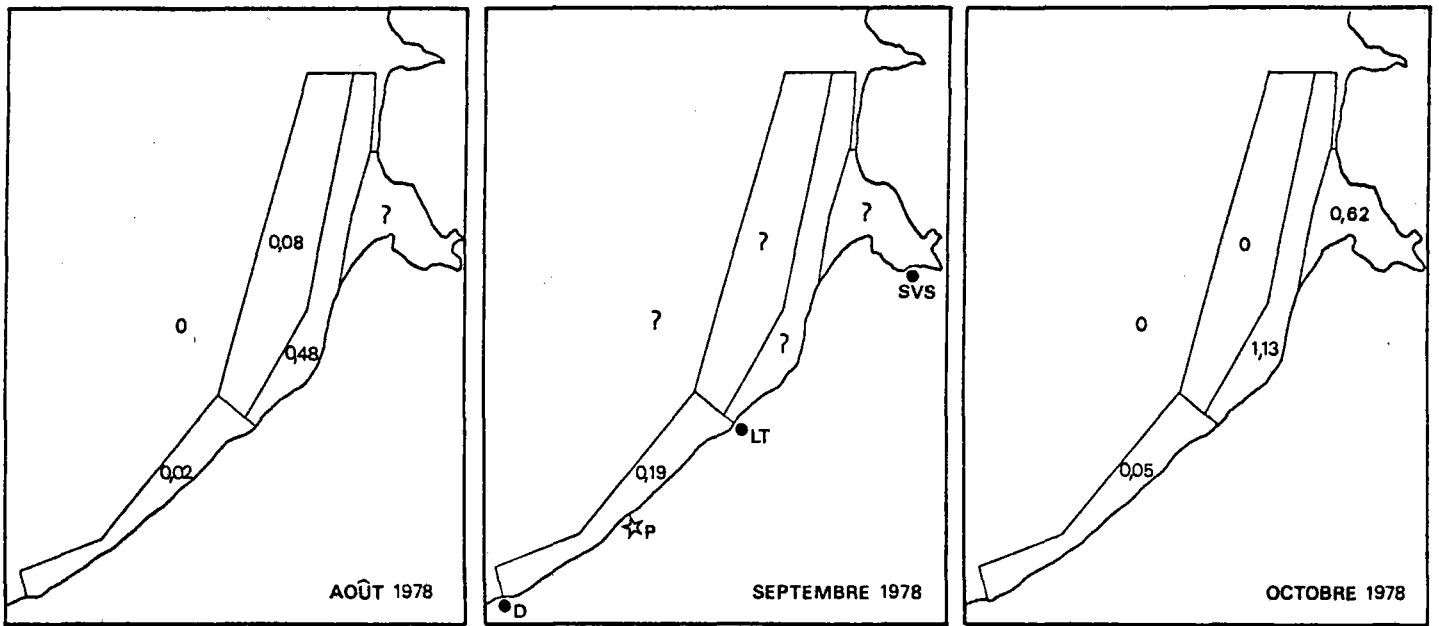 ?
0,08
0
0,48
0,02
AOÛT 1978
?
?
SVS
?
?
LT
0,19
P
D
SEPTEMBRE 1978
0,62
0
0
1,13
0,05
OCTOBRE 1978